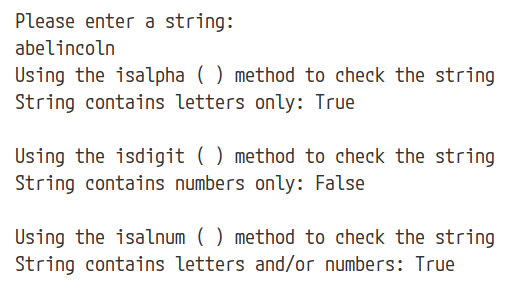 Please enter a string:
abelincoln
Using the isalpha ( ) method to check the string
String contains letters only: True
Using the isdigit ( ) method to check the string
String contains numbers only: False
Using the isalnum ( ) method to check the string
String contains letters and/or numbers: True